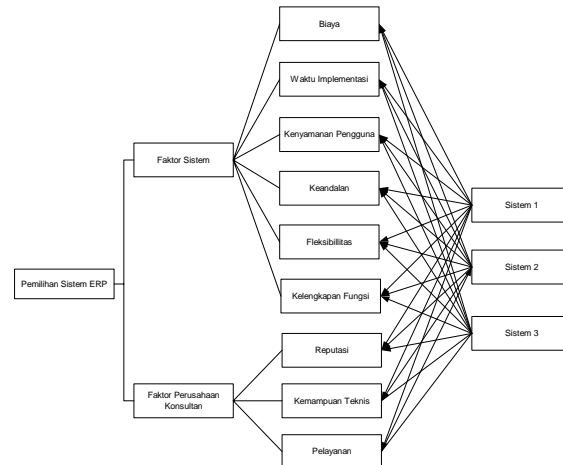 Biaya
Waktu Implementasi
Kenyamanan Pengguna
Faktor Sistem
Keandalan
Sistem 1
Fleksibillitas
Sistem 2
Pemilihan Sistem ERP
Kelengkapan Fungsi
Sistem 3
Reputasi
Faktor Perusahaan
Konsultan
Kemampuan Teknis
Pelayanan